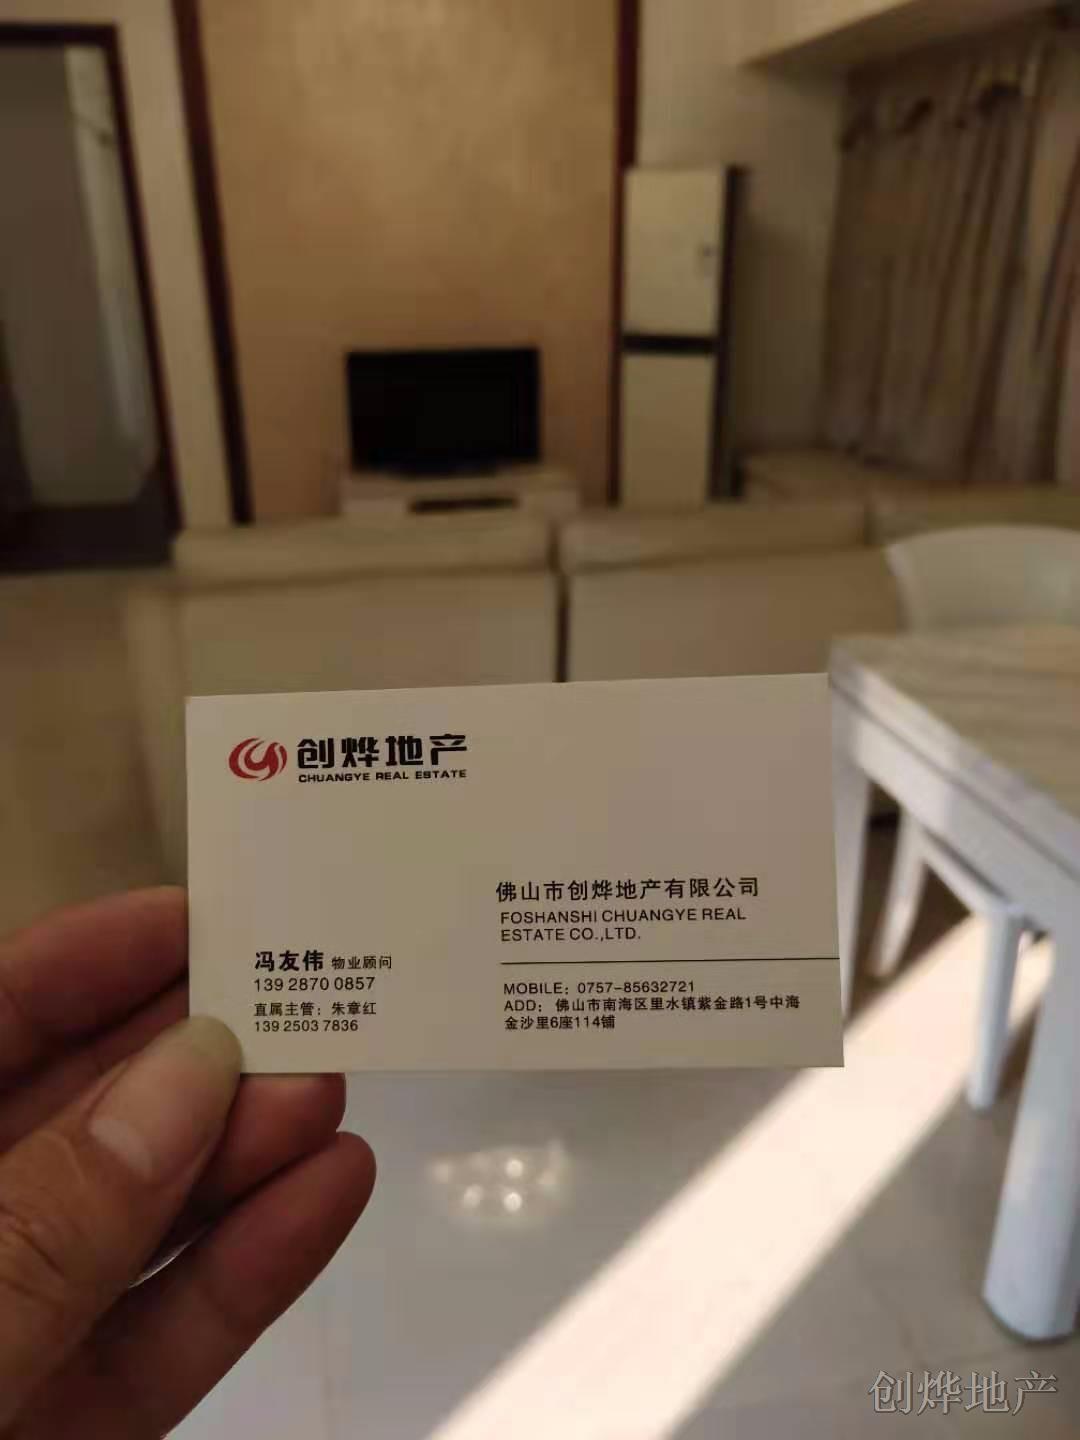 创烨地产
CHUANGYE REAL ESTATE
佛山市创烨地产有限公司
FOSHANSHI CHUANGYE REAL
ESTATE CO.,LTD.
冯友伟 物业顾问
139 2870 0857
直属主管：朱章红
139 2503 7836
MOBILE：0757-85632721
ADD：佛山市南海区里水镇紫金路1号中海
金沙里6座114铺
创烨地产